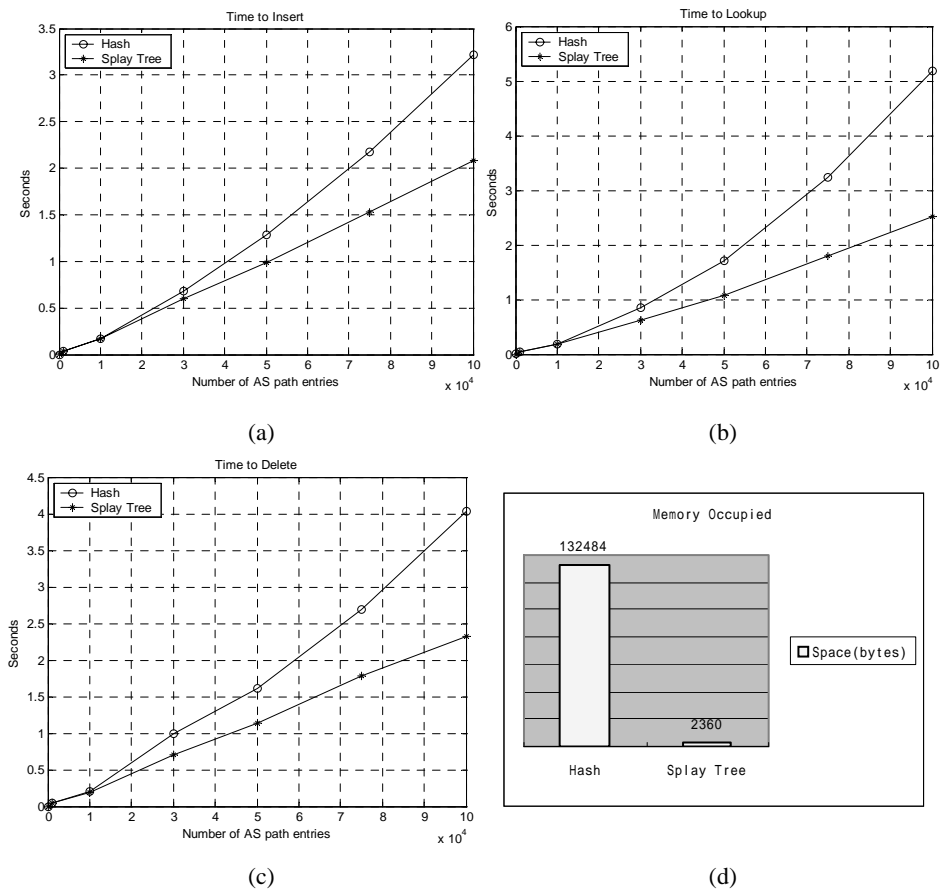 Time to Insert
3.5
3
2.5
2
1.5
1
0.5
0
Seconds
Hash
Splay Tree
0 1 2 3 4 5 6 7 8 9 10
Number of AS path entries
x 10^4
(a)
Time to Lookup
6
5
4
3
2
1
0
Seconds
Hash
Splay Tree
0 1 2 3 4 5 6 7 8 9 10
Number of AS path entries
x 10^4
(b)
Time to Delete
4.5
4
3.5
3
2.5
2
1.5
1
0.5
0
Seconds
Hash
Splay Tree
0 1 2 3 4 5 6 7 8 9 10
Number of AS path entries
x 10^4
(c)
Memory Occupied
132484
2360
Space(bytes)
Hash Splay Tree
(d)